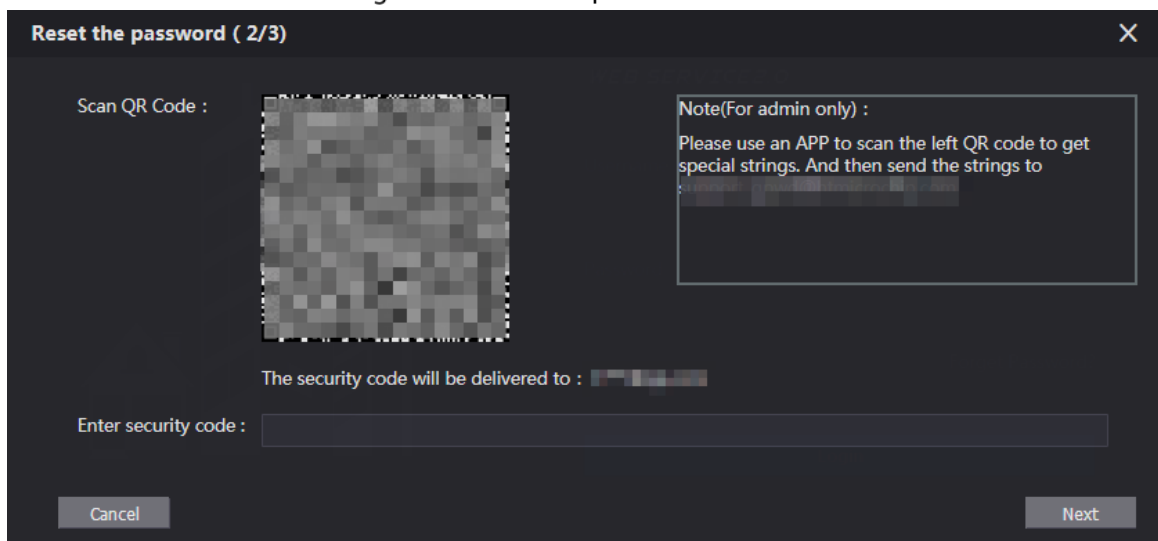 Reset the password ( 2/3)
Scan QR Code :
Note(For admin only) :
Please use an APP to scan the left QR code to get
special strings. And then send the strings to
The security code will be delivered to :
Enter security code :
Cancel
Next